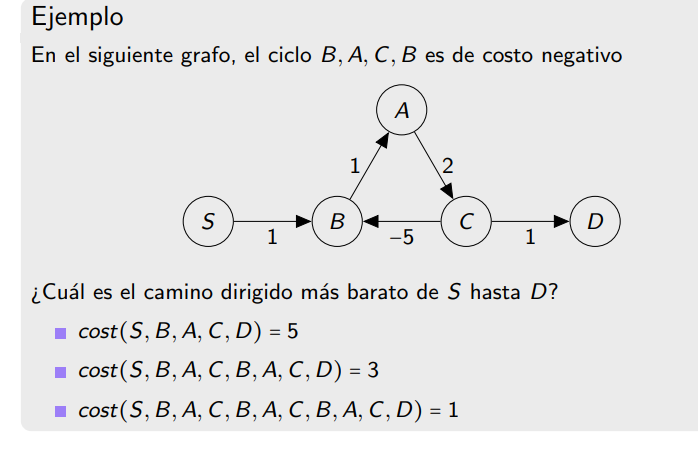 Ejemplo
En el siguiente grafo, el ciclo B, A, C, B es de costo negativo
A
1
2
S
B
C
D
1
−5
1
¿Cuál es el camino dirigido más barato de S hasta D?
cost(S, B, A, C, D) = 5
cost(S, B, A, C, B, A, C, D) = 3
cost(S, B, A, C, B, A, C, B, A, C, D) = 1